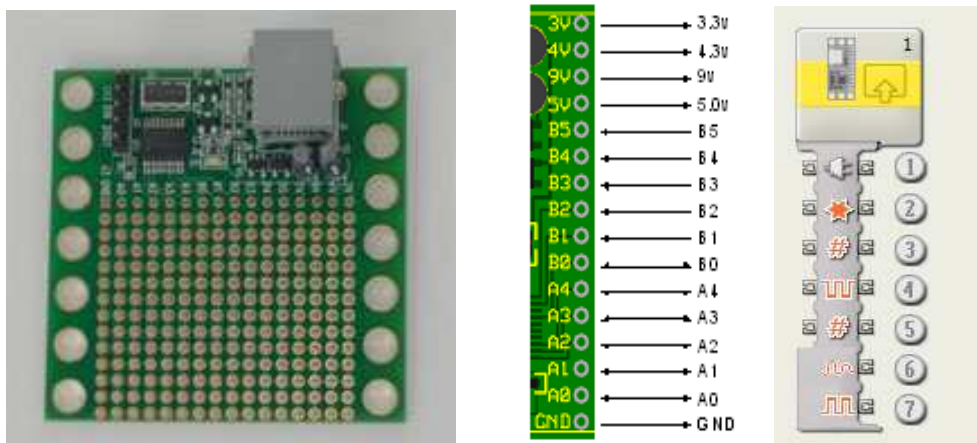 3V 3.3V
4V 4.3V
9V 9V
5V 5.0V
B5 B5
B4 B4
B3 B3
B2 B2
B1 B1
B0 B0
A4 A4
A3 A3
A2 A2
A1 A1
A0 A0
GND GND
1
1
2
#
3
4
#
5
6
7